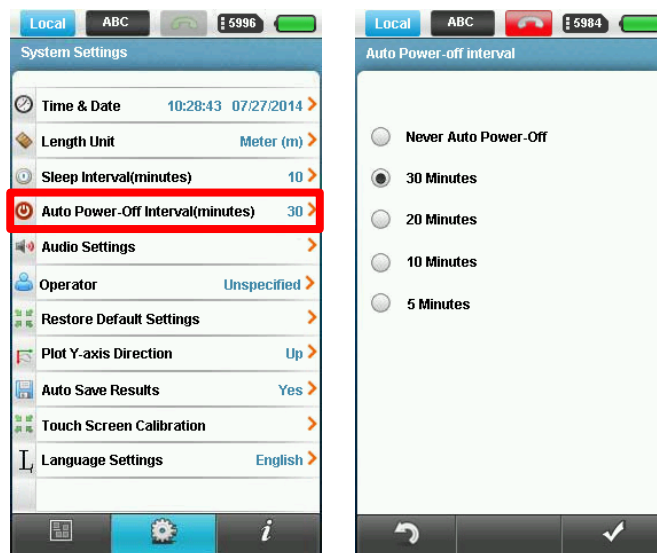 Local ABC 5996
System Settings
Time & Date 10:28:43 07/27/2014
Length Unit Meter (m)
Sleep Interval(minutes) 10
Auto Power-Off Interval(minutes) 30
Audio Settings
Operator Unspecified
Restore Default Settings
Plot Y-axis Direction Up
Auto Save Results Yes
Touch Screen Calibration
Language Settings English
Local ABC 5984
Auto Power-off interval
Never Auto Power-Off
30 Minutes
20 Minutes
10 Minutes
5 Minutes